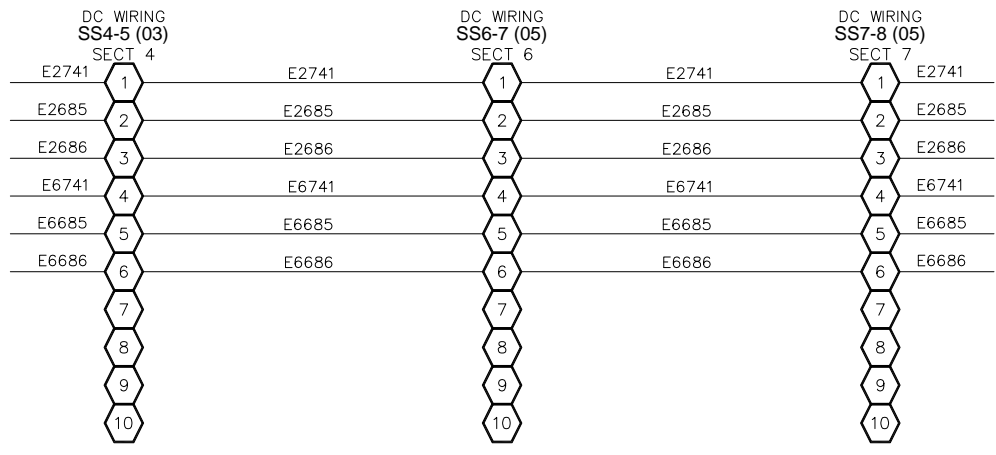 DC WIRING DC WIRING DC WIRING
SS4-5 (03) SS6-7 (05) SS7-8 (05)
SECT 4 SECT 6 SECT 7
E2741 1 E2741 1 E2741 1 E2741
E2685 2 E2685 2 E2685 2 E2685
E2686 3 E2686 3 E2686 3 E2686
E6741 4 E6741 4 E6741 4 E6741
E6685 5 E6685 5 E6685 5 E6685
E6686 6 E6686 6 E6686 6 E6686
7 7 7
8 8 8
9 9 9
10 10 10